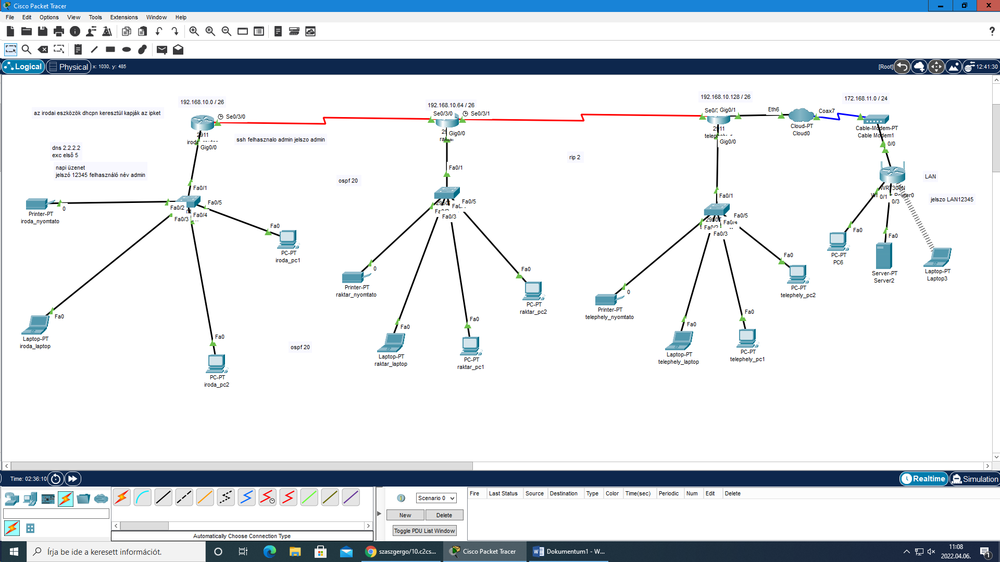 Cisco Packet Tracer
File Edit Options View Tools Extensions Window Help
Logical Physical x: 1030, y: 485 [Root] 12:41:30
192.168.10.0 / 26
192.168.10.64 / 26
192.168.10.128 / 26
172.168.11.0 / 24
az irodai eszközök dhcpn keresztül kapják az ipket
Se0/3/0
2911
Gig0/0
ssh felhasznalo admin jelszo admin
dns 2.2.2.2
exc első 5
napi üzenet
jelszó 12345 felhasználó név admin
Fa0/1
Fa0/2
Fa0/3
Fa0/4
Fa0/5
0
Printer-PT
iroda_nyomtato
Fa0
PC-PT
iroda_pc1
Fa0
Laptop-PT
iroda_laptop
Fa0
PC-PT
iroda_pc2
ospf 20
ospf 20
Se0/3/0
Se0/3/1
Gig0/0
Fa0/1
Fa0/5
Fa0/3
0
Printer-PT
raktar_nyomtato
Fa0
PC-PT
raktar_pc2
Fa0
Laptop-PT
raktar_laptop
Fa0
PC-PT
raktar_pc1
rip 2
Gig0/1
2911
Gig0/0
Fa0/1
Fa0/5
Fa0/4
Fa0/3
0
Printer-PT
telephely_nyomtato
Fa0
PC-PT
telephely_pc2
Fa0
Laptop-PT
telephely_laptop
Fa0
PC-PT
telephely_pc1
Eth6
Coax7
Cloud-PT
Cloud0
Cable-Modem-PT
Cable Modem1
0/0
WRT300N
0/1
0/3
LAN
jelszo LAN12345
Fa0
PC-PT
PC6
Fa0
Server-PT
Server2
Laptop-PT
Laptop3
Time: 02:36:10
Realtime Simulation
Scenario 0
New Delete
Toggle PDU List Window
Fire Last Status Source Destination Type Color Time(sec) Periodic Num Edit Delete
Automatically Choose Connection Type
Írja be ide a keresett információt.
szaszgergo/10.c2cs...
Cisco Packet Tracer
Dokumentum1 - W...
11:08
2022.04.06.
1